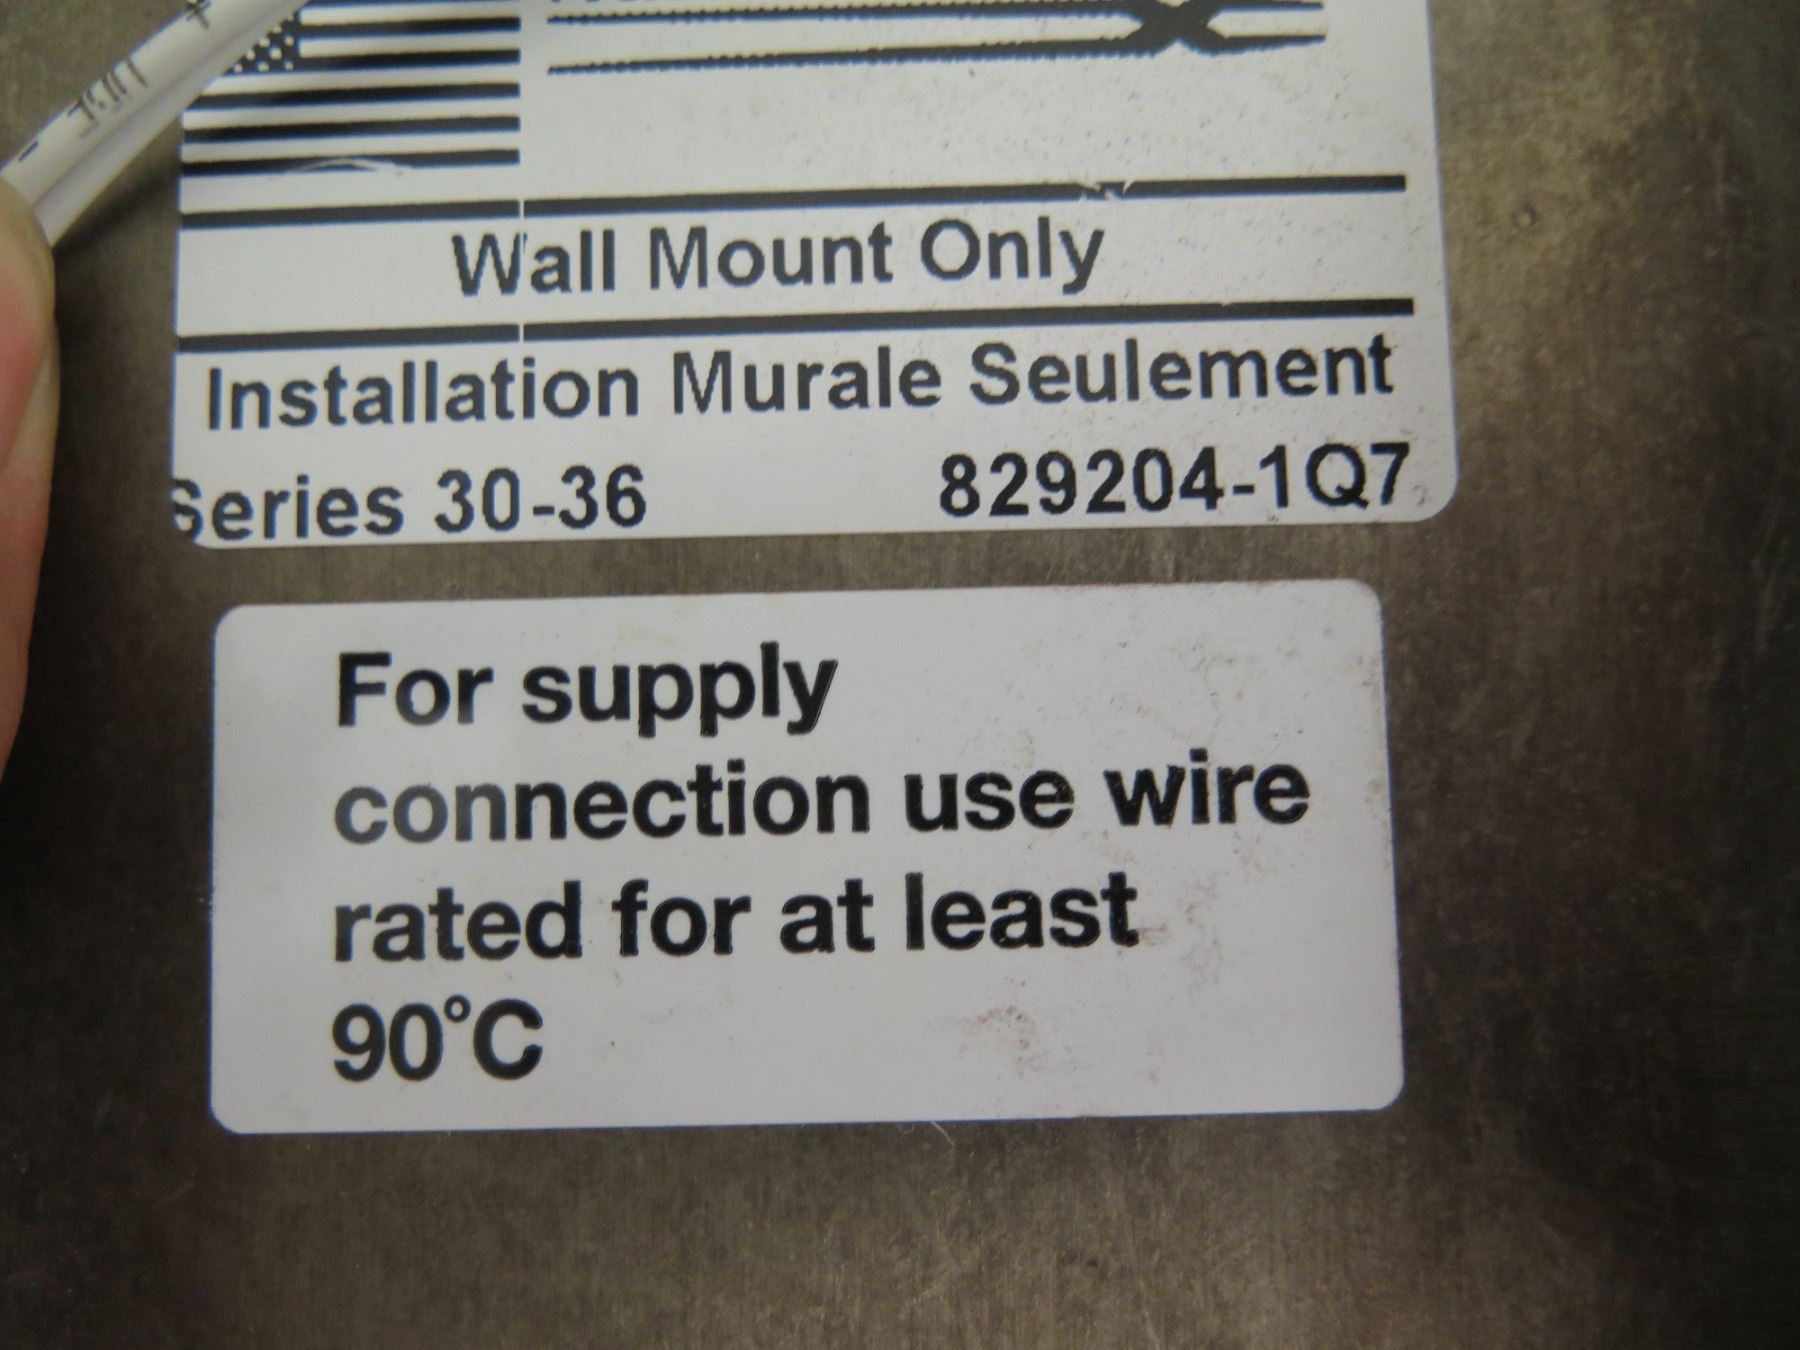 Wall Mount Only
Installation Murale Seulement
Series 30-36 829204-1Q7
For supply
connection use wire
rated for at least
90°C